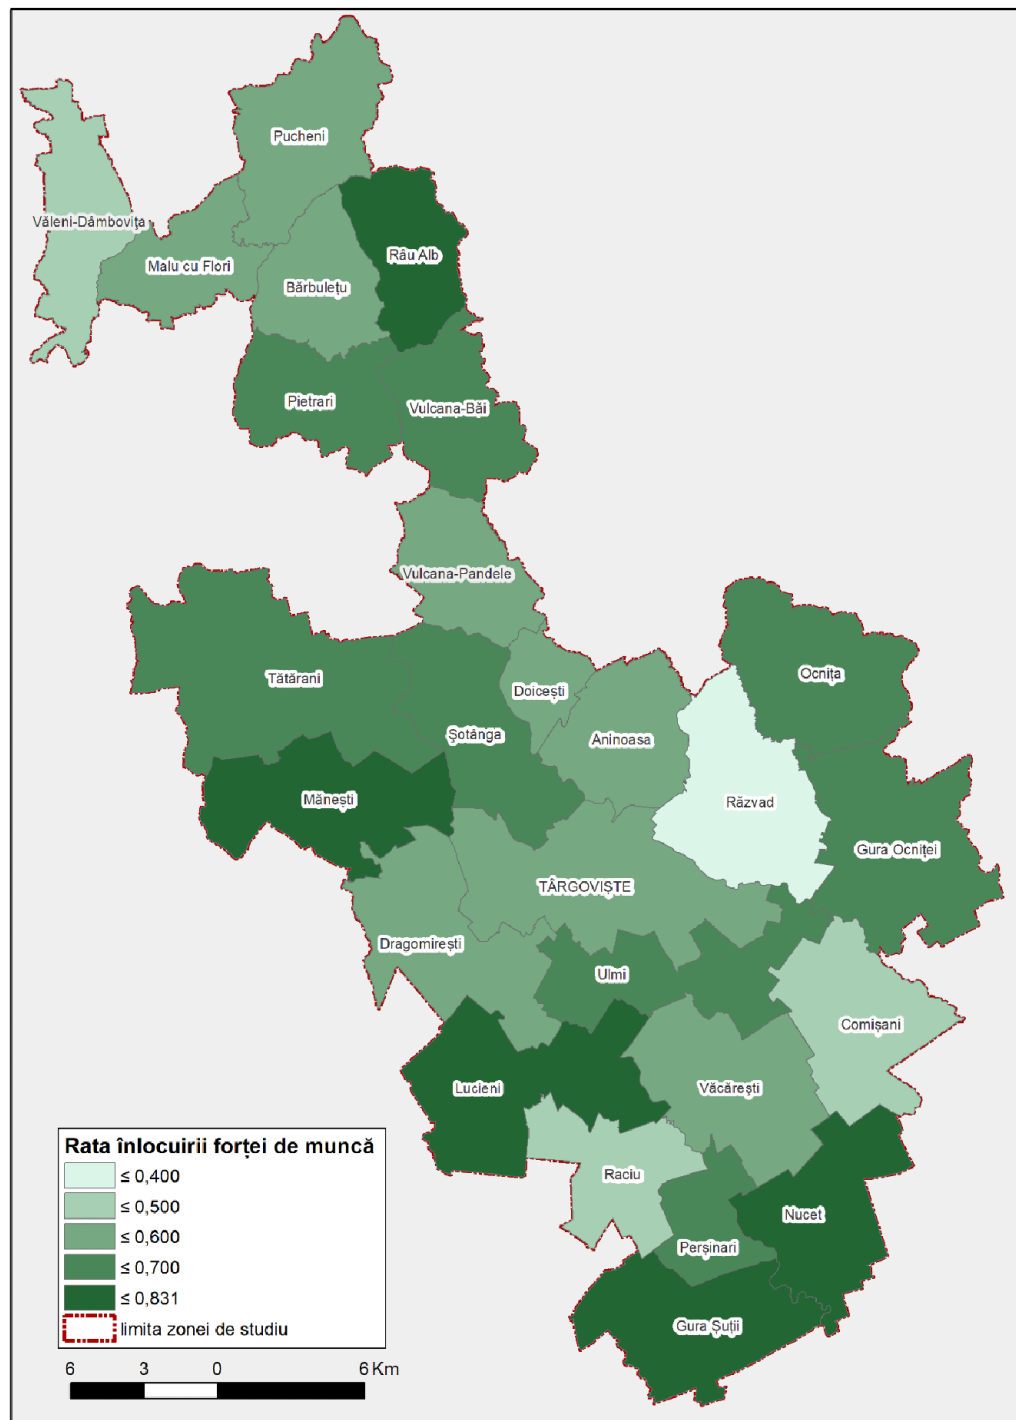 Pucheni
Văleni-Dâmboviţa
Râu Alb
Malu cu Flori
Bărbulețu
Pietrari
Vulcana-Băi
Vulcana-Pandele
Ocnița
Tătărani
Doicești
Şotânga
Aninoasa
Mănești
Răzvad
Gura Ocniței
TÂRGOVIȘTE
Dragomirești
Ulmi
Comișani
Lucieni
Văcărești
Raciu
Nucet
Perșinari
Gura Șuții
Rata înlocuirii forței de muncă
≤ 0,400
≤ 0,500
≤ 0,600
≤ 0,700
≤ 0,831
limita zonei de studiu
6 3 0 6 Km